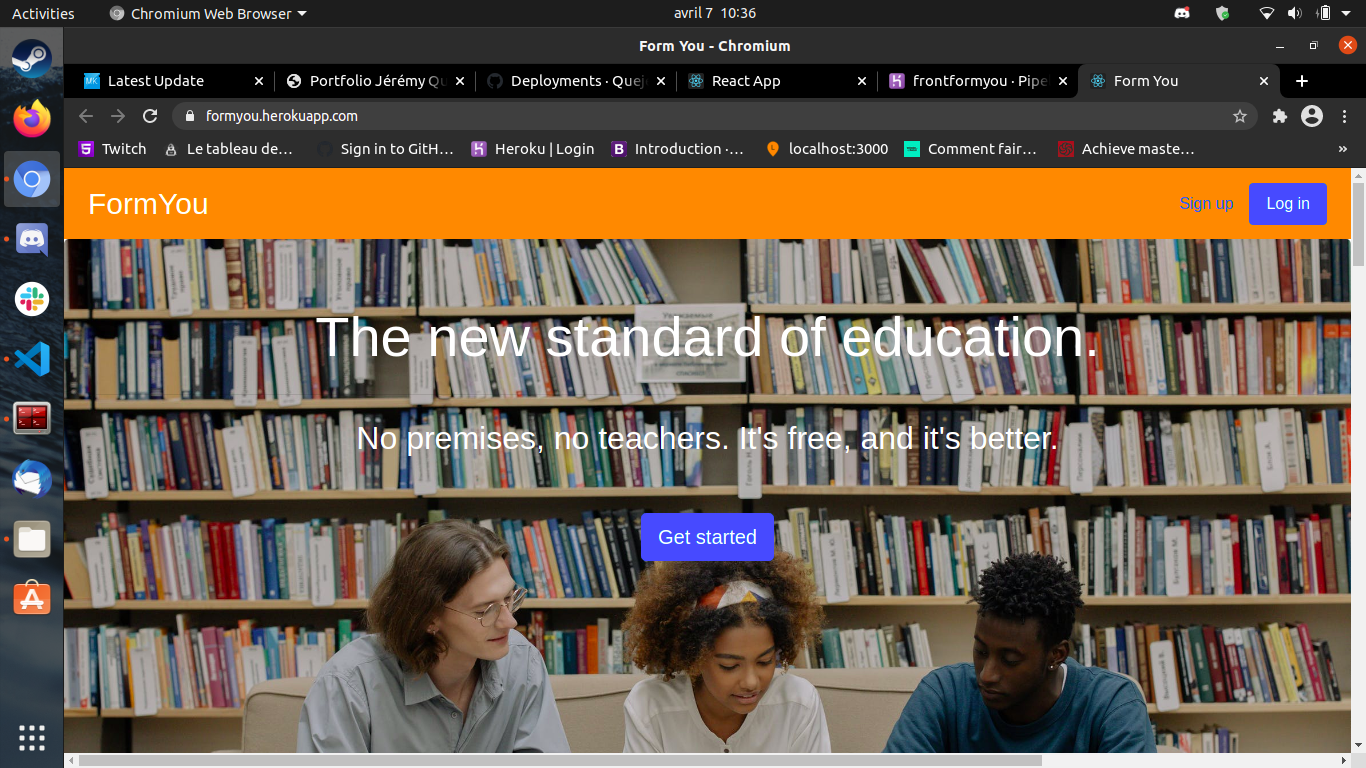 Activities
Chromium Web Browser
avril 7 10:36
Form You - Chromium
Latest Update
Portfolio Jérémy Qu
Deployments · Quej
React App
frontformyou · Pipe
Form You
formyou.herokuapp.com
Twitch
Le tableau de…
Sign in to GitH…
Heroku | Login
Introduction ·…
localhost:3000
Comment fair…
Achieve maste…
»
FormYou
Sign up
Log in
Уважаемые
The new standard of education.
No premises, no teachers. It's free, and it's better.
Get started